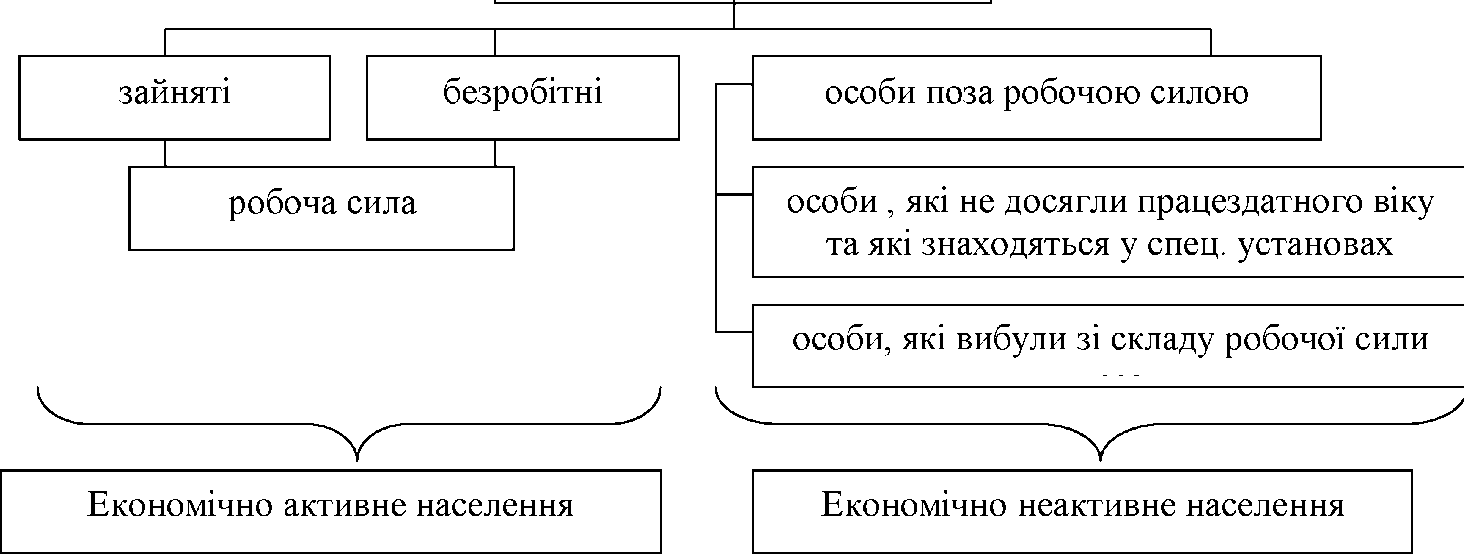 зайняті
безробітні
особи поза робочою силою
робоча сила
особи , які не досягли працездатного віку
та які знаходяться у спец. установах
особи, які вибули зі складу робочої сили
Економічно активне населення
Економічно неактивне населення